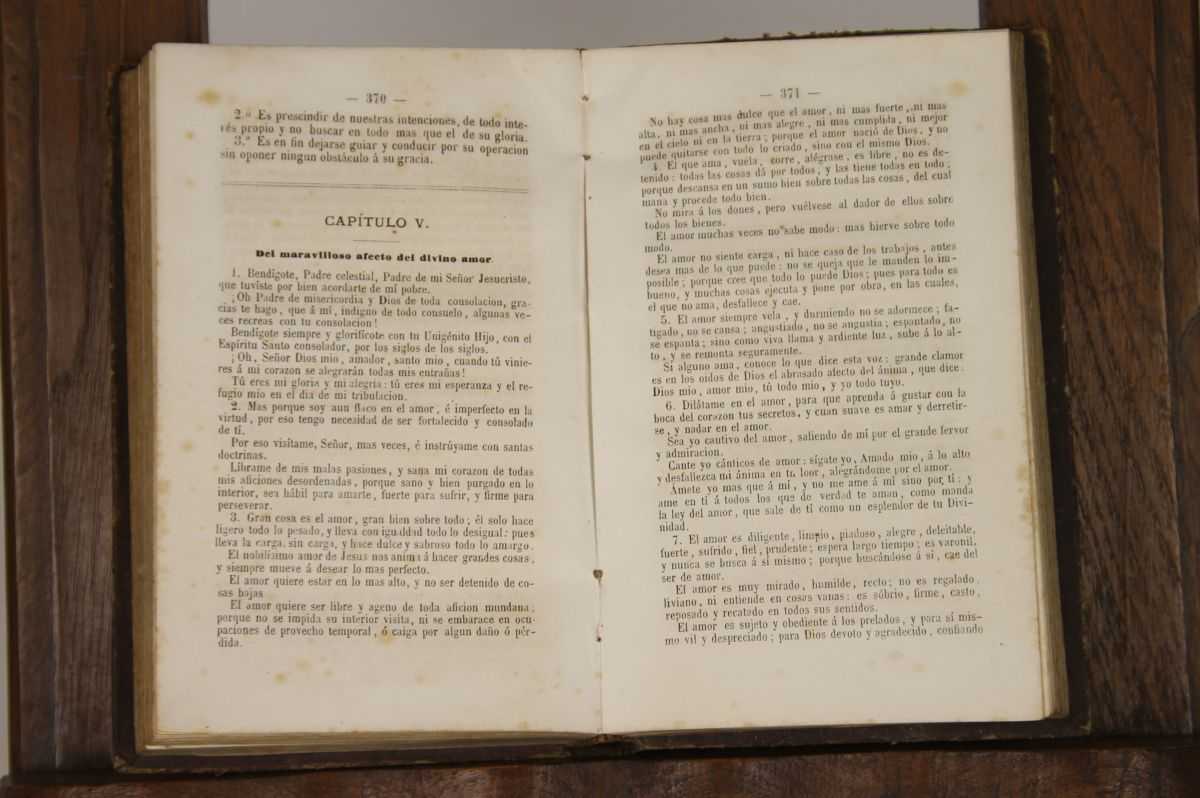 — 370 —
2.º Es prescindir de nuestras intenciones, de todo inte-
rés propio y no buscar en todo mas que el de su gloria.
3.º Es en fin dejarse guiar y conducir por su operacion
sin oponer ningun obstáculo á su gracia.
CAPÍTULO V.
Del maravilloso afecto del divino amor
1. Bendígote, Padre celestial, Padre de mi Señor Jesucristo,
que tuviste por bien acordarte de mí pobre.
¡Oh Padre de misericordia y Dios de toda consolacion, gra-
cias te hago, que á mí, indigno de todo consuelo, algunas ve-
ces recreas con tu consolacion!
Bendígote siempre y glorifícote con tu Unigénito Hijo, con el
Espíritu Santo consolador, por los siglos de los siglos.
¡Oh, Señor Dios mio, amador, santo mio, cuando tú vinie-
res á mi corazon se alegrarán todas mis entrañas!
Tú eres mi gloria y mi alegria: tú eres mi esperanza y el re-
fugio mio en el dia de mi tribulacion.
2. Mas porque soy aun flaco en el amor, é imperfecto en la
virtud, por eso tengo necesidad de ser fortalecido y consolado
de tí.
Por eso visítame, Señor, mas veces, é instrúyame con santas
doctrinas.
Líbrame de mis malas pasiones, y sana mi corazon de todas
mis aficiones desordenadas, porque sano y bien purgado en lo
interior, sea hábil para amarte, fuerte para sufrir, y firme para
perseverar.
3. Gran cosa es el amor, gran bien sobre todo; él solo hace
ligero todo lo pesado, y lleva con igualdad todo lo desigual: pues
lleva la carga, sin carga, y hace dulce y sabroso todo lo amargo.
El nobilísimo amor de Jesus nos anima á hacer grandes cosas,
y siempre mueve á desear lo mas perfecto.
El amor quiere estar en lo mas alto, y no ser detenido de co-
sas bajas
El amor quiere ser libre y ageno de toda aficion mundana;
porque no se impida su interior visita, ni se embarace en ocu-
paciones de provecho temporal, ó caiga por algun daño ó pér-
dida.
— 371 —
No hay cosa mas dulce que el amor, ni mas fuerte, ni mas
alta, ni mas ancha, ni mas alegre, ni mas cumplida, ni mejor
en el cielo ni en la tierra; porque el amor nació de Dios, y no
puede quitarse con todo lo criado, sino con el mismo Dios.
4. El que ama, vuela, corre, alégrase, es libre, no es de-
tenido: todas las cosas dá por todos, y las tiene todas en todo;
porque descansa en un sumo bien sobre todas las cosas, del cual
mana y procede todo bien.
No mira á los dones, pero vuélvese al dador de ellos sobre
todos los bienes.
El amor muchas veces no sabe modo: mas hierve sobre todo
modo.
El amor no siente carga, ni hace caso de los trabajos, antes
desea mas de lo que puede: no se queja que le manden lo im-
posible; porque cree que todo lo puede Dios; pues para todo es
bueno, y muchas cosas ejecuta y pone por obra, en las cuales,
el que no ama, desfallece y cae.
5. El amor siempre vela, y durmiendo no se adormece; fa-
tigado, no se cansa; angustiado, no se angustia; espantado, no
se espanta; sino como viva llama y ardiente luz, sube á lo al-
to, y se remonta seguramente.
Si alguno ama, conoce lo que dice esta voz: grande clamor
es en los oidos de Dios el abrasado afecto del ánima, que dice:
Dios mio, amor mio, tú todo mio, y yo todo tuyo.
6. Dilátame en el amor, para que aprenda á gustar con la
boca del corazon tus secretos, y cuan suave es amar y derretir-
se, y nadar en el amor.
Sea yo cautivo del amor, saliendo de mí por el grande fervor
y admiracion.
Cante yo cánticos de amor: sígate yo, Amado mio, á lo alto
y desfallezca mi ánima en tu loor, alegrándome por el amor.
Ámete yo mas que á mí, y no me ame á mí sino por tí: y
ame en tí á todos los que de verdad te aman, como manda
la ley del amor, que sale de tí como un esplendor de tu Divi-
nidad.
7. El amor es diligente, limpio, piadoso, alegre, deleitable,
fuerte, sufrido, fiel, prudente; espera largo tiempo; es varonil,
y nunca se busca á sí mismo; porque buscándose á sí, cae del
ser de amor.
El amor es muy mirado, humilde, recto; no es regalado,
liviano, ni entiende en cosas vanas: es sóbrio, firme, casto,
reposado y recatado en todos sus sentidos.
El amor es sujeto y obediente á los prelados, y para sí mis-
mo vil y despreciado; para Dios devoto y agradecido, confiando